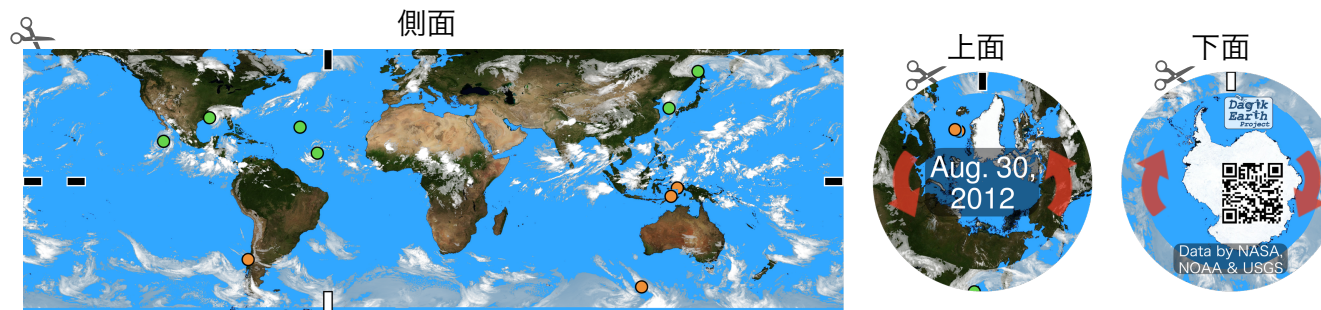 側面
上面
下面
Aug. 30,
2012
Dagik
Earth
Project
Data by NASA,
NOAA & USGS